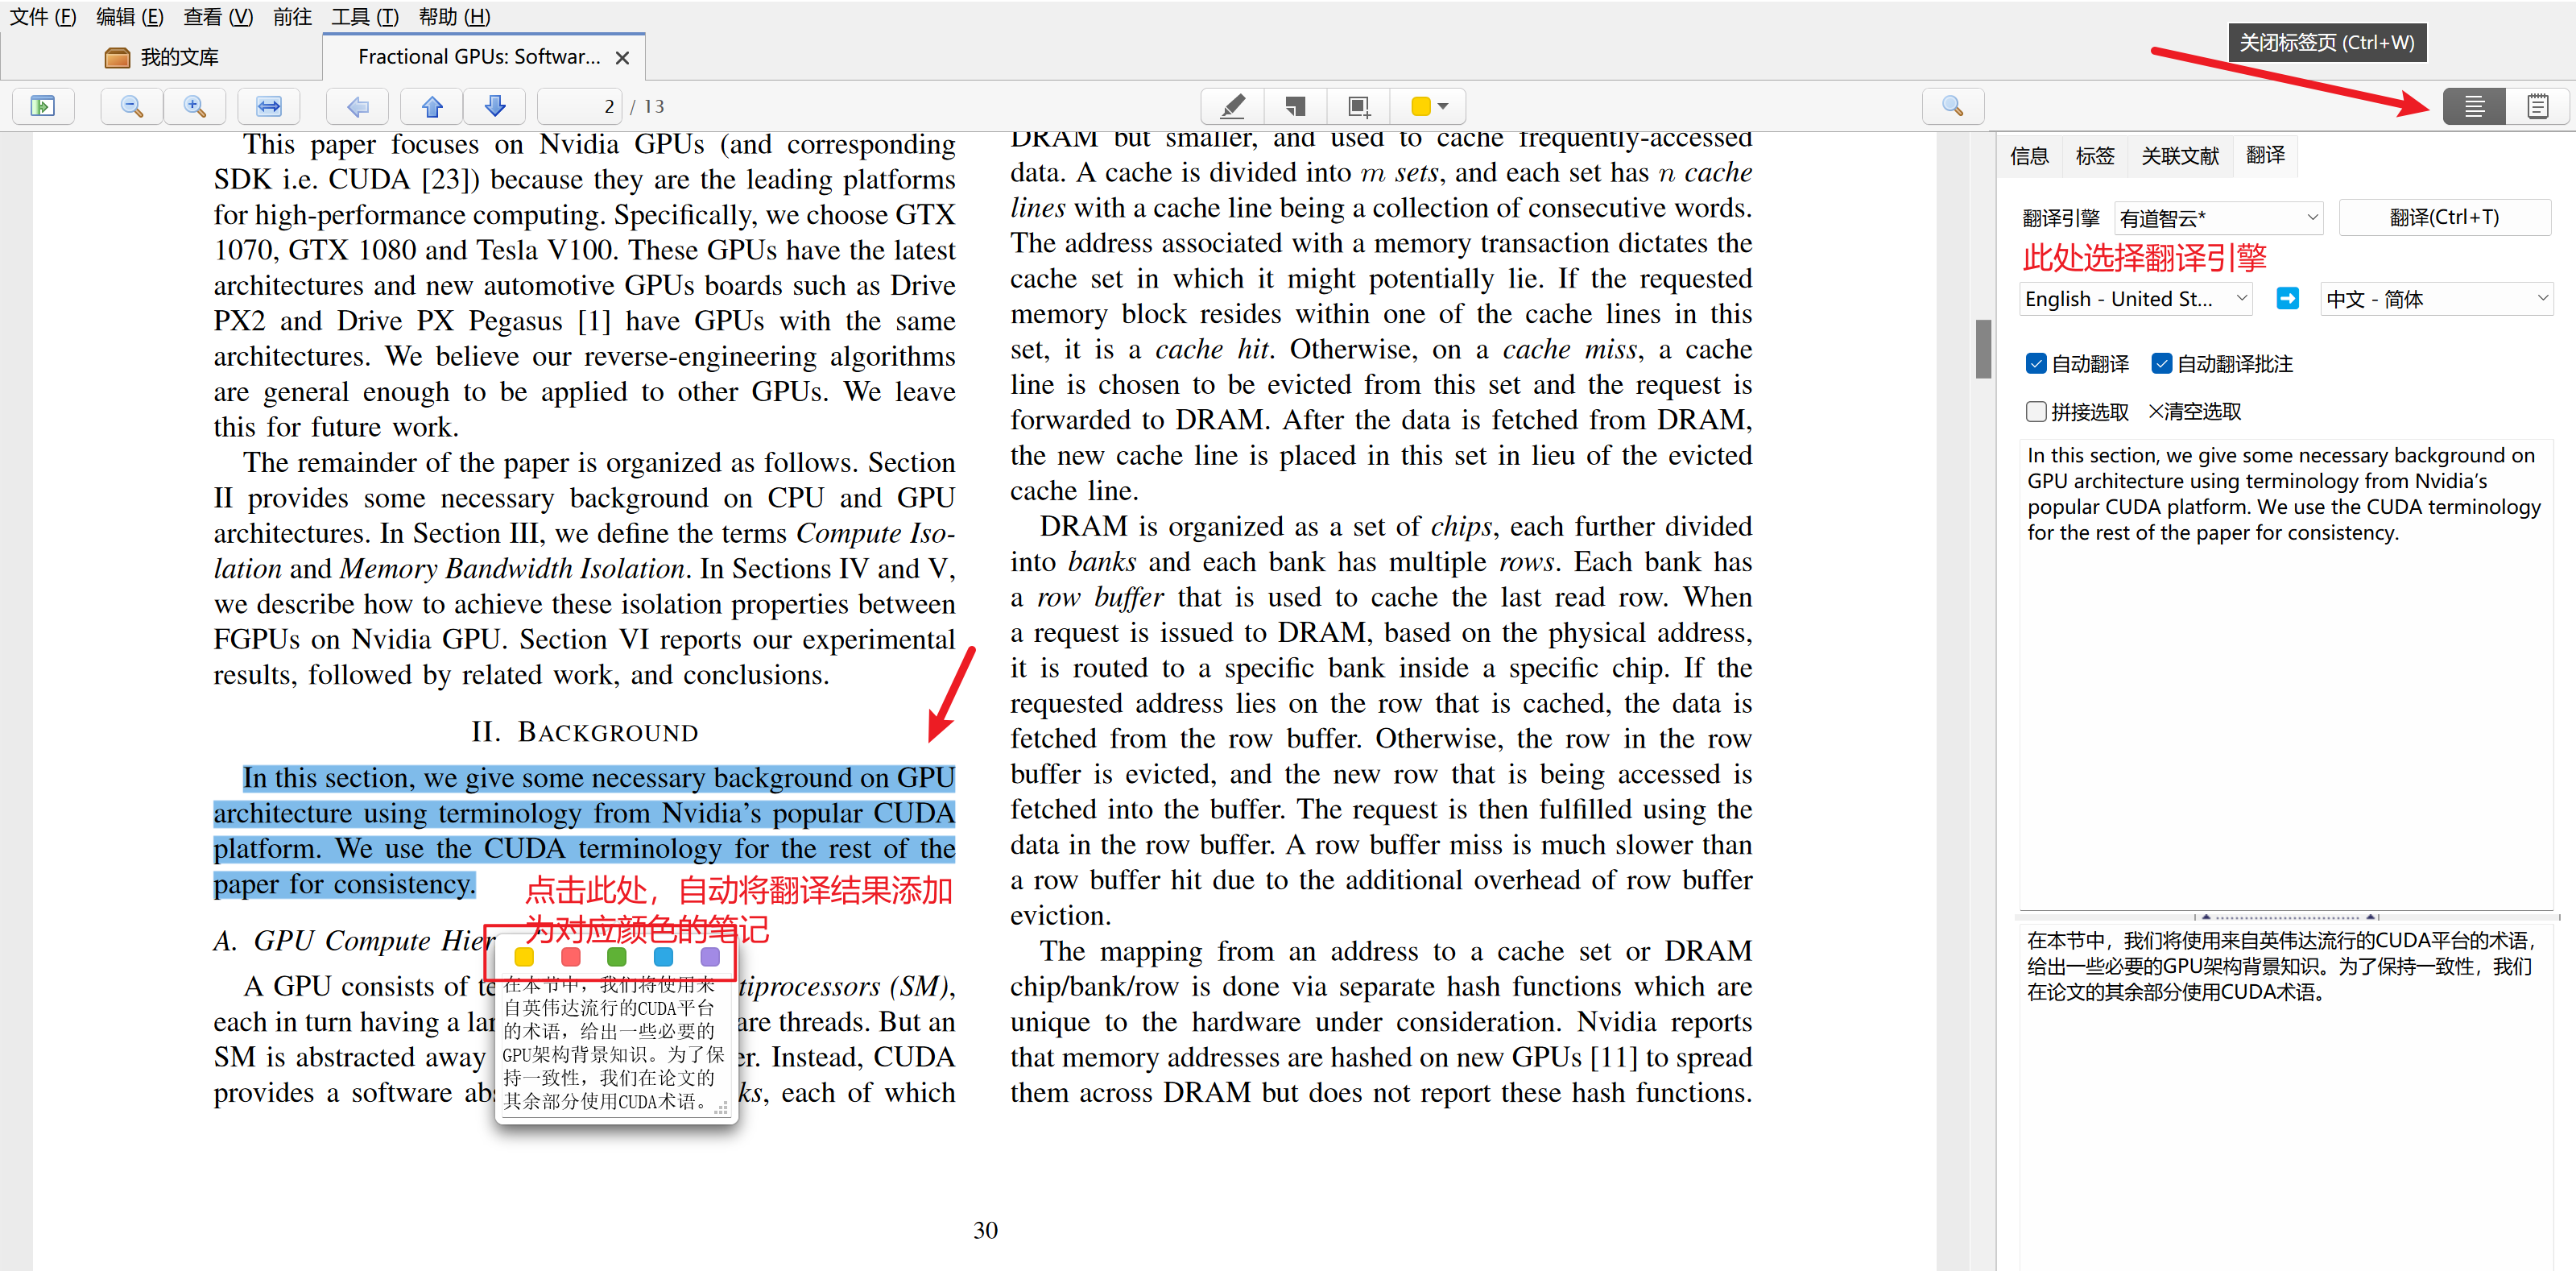 文件 (F) 编辑 (E) 查看 (V) 前往 工具 (T) 帮助 (H)
我的文库
Fractional GPUs: Softwar...
关闭标签页 (Ctrl+W)
2 / 13
This paper focuses on Nvidia GPUs (and corresponding
SDK i.e. CUDA [23]) because they are the leading platforms
for high-performance computing. Specifically, we choose GTX
1070, GTX 1080 and Tesla V100. These GPUs have the latest
architectures and new automotive GPUs boards such as Drive
PX2 and Drive PX Pegasus [1] have GPUs with the same
architectures. We believe our reverse-engineering algorithms
are general enough to be applied to other GPUs. We leave
this for future work.
The remainder of the paper is organized as follows. Section
II provides some necessary background on CPU and GPU
architectures. In Section III, we define the terms Compute Iso-
lation and Memory Bandwidth Isolation. In Sections IV and V,
we describe how to achieve these isolation properties between
FGPUs on Nvidia GPU. Section VI reports our experimental
results, followed by related work, and conclusions.
II. BACKGROUND
In this section, we give some necessary background on GPU
architecture using terminology from Nvidia's popular CUDA
platform. We use the CUDA terminology for the rest of the
paper for consistency.
点击此处，自动将翻译结果添加
为对应颜色的笔记
A. GPU Compute Hier
A GPU consists of te
tiprocessors (SM),
each in turn having a lar
are threads. But an
SM is abstracted away
er. Instead, CUDA
provides a software abs
ks, each of which
在本节中，我们将使用来
自英伟达流行的CUDA平台
的术语，给出一些必要的
GPU架构背景知识。为了保
持一致性，我们在论文的
其余部分使用CUDA术语。
DRAM but smaller, and used to cache frequently-accessed
data. A cache is divided into m sets, and each set has n cache
lines with a cache line being a collection of consecutive words.
The address associated with a memory transaction dictates the
cache set in which it might potentially lie. If the requested
memory block resides within one of the cache lines in this
set, it is a cache hit. Otherwise, on a cache miss, a cache
line is chosen to be evicted from this set and the request is
forwarded to DRAM. After the data is fetched from DRAM,
the new cache line is placed in this set in lieu of the evicted
cache line.
DRAM is organized as a set of chips, each further divided
into banks and each bank has multiple rows. Each bank has
a row buffer that is used to cache the last read row. When
a request is issued to DRAM, based on the physical address,
it is routed to a specific bank inside a specific chip. If the
requested address lies on the row that is cached, the data is
fetched from the row buffer. Otherwise, the row in the row
buffer is evicted, and the new row that is being accessed is
fetched into the buffer. The request is then fulfilled using the
data in the row buffer. A row buffer miss is much slower than
a row buffer hit due to the additional overhead of row buffer
eviction.
The mapping from an address to a cache set or DRAM
chip/bank/row is done via separate hash functions which are
unique to the hardware under consideration. Nvidia reports
that memory addresses are hashed on new GPUs [11] to spread
them across DRAM but does not report these hash functions.
30
信息 标签 关联文献 翻译
翻译引擎 有道智云* 翻译(Ctrl+T)
此处选择翻译引擎
English - United St... 中文 - 简体
自动翻译 自动翻译批注
拼接选取 ×清空选取
In this section, we give some necessary background on
GPU architecture using terminology from Nvidia's
popular CUDA platform. We use the CUDA terminology
for the rest of the paper for consistency.
在本节中，我们将使用来自英伟达流行的CUDA平台的术语，
给出一些必要的GPU架构背景知识。为了保持一致性，我们
在论文的其余部分使用CUDA术语。